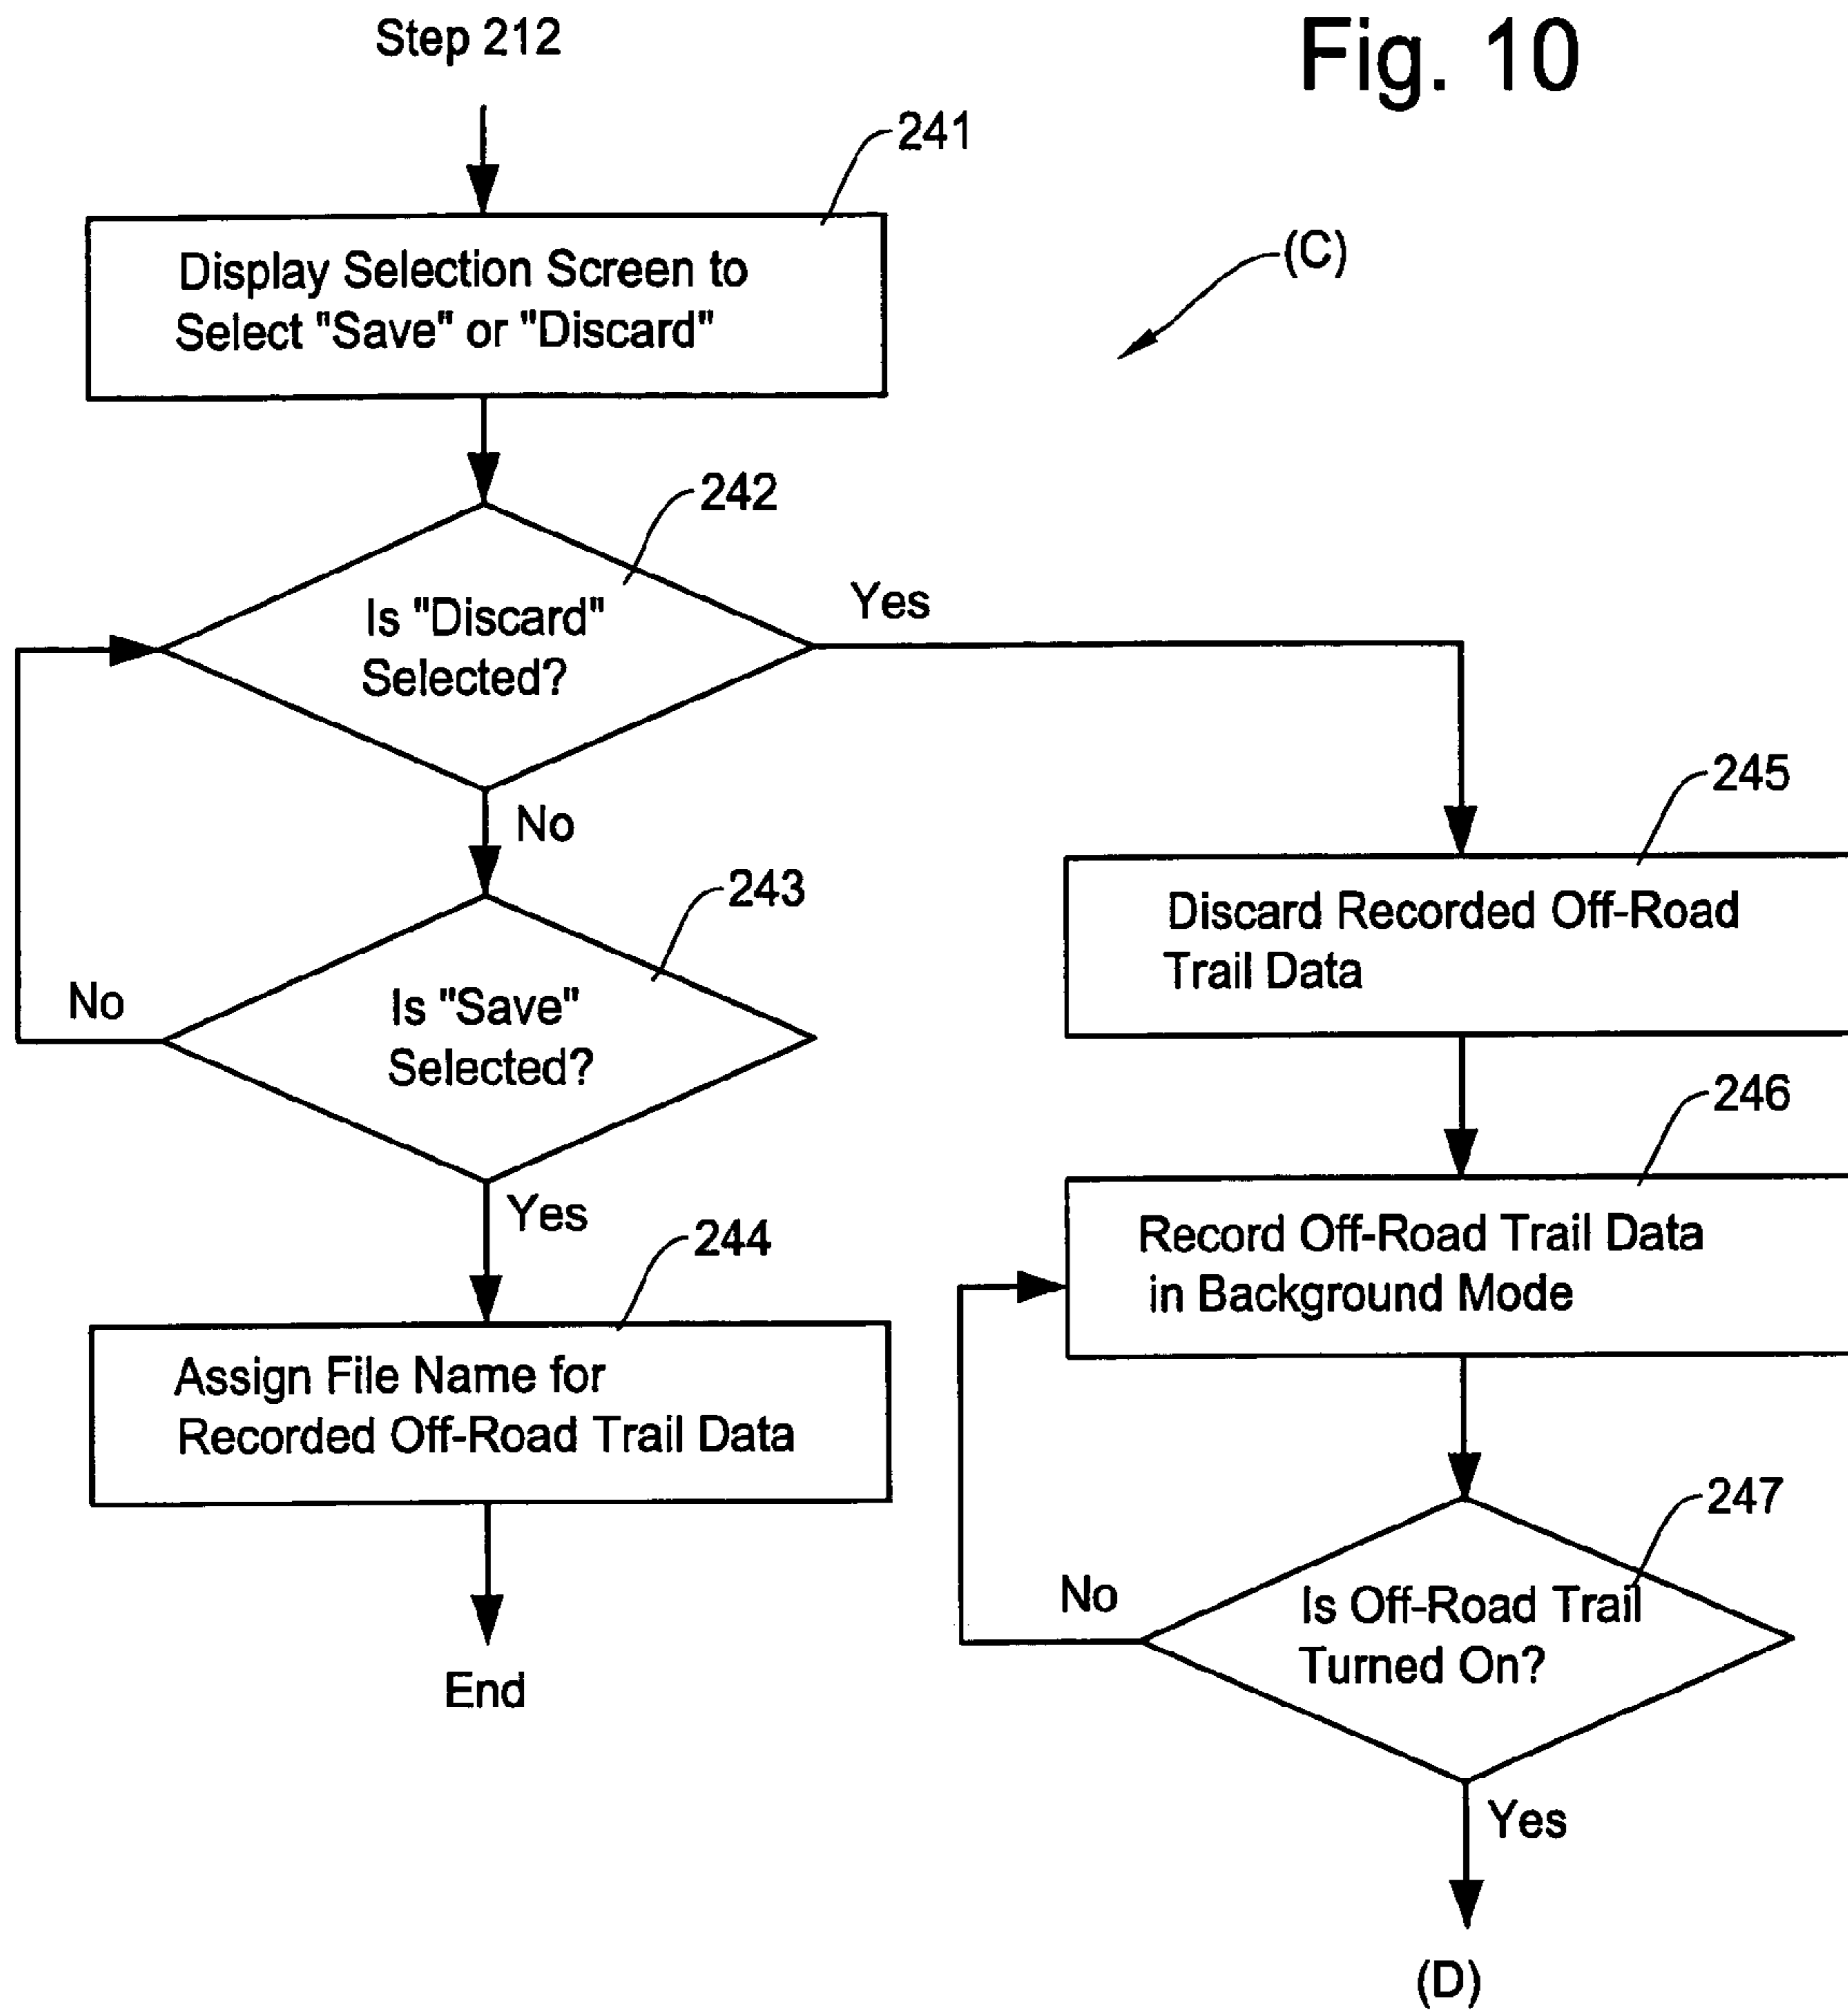 Step 212
Fig. 10
241
Display Selection Screen to
Select "Save" or "Discard"
(C)
242
Is "Discard"
Selected?
Yes
No
243
Is "Save"
Selected?
No
Yes
244
Assign File Name for
Recorded Off-Road Trail Data
End
245
Discard Recorded Off-Road
Trail Data
246
Record Off-Road Trail Data
in Background Mode
247
Is Off-Road Trail
Turned On?
No
Yes
(D)